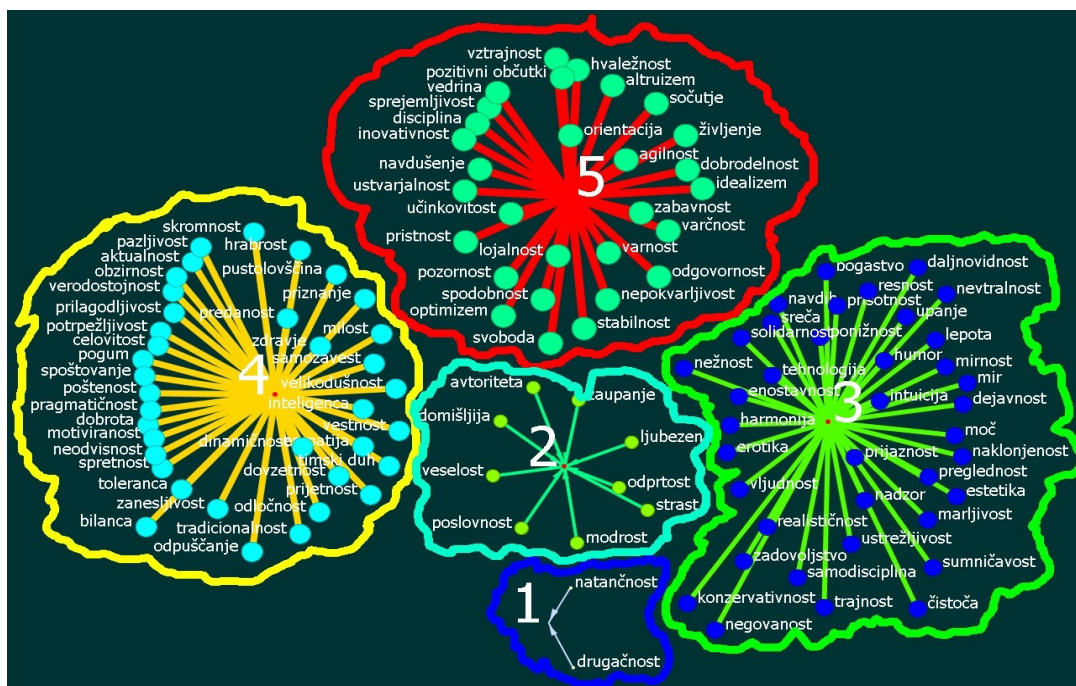 vztrajnost
hvaležnost
pozitivni občutki
altruizem
vedrina
sočutje
sprejemljivost
disciplina
orientacija
življenje
inovativnost
agilnost
navdušenje
dobrodelnost
5
ustvarjalnost
idealizem
učinkovitost
zabavnost
varčnost
pristnost
lojalnost
varnost
pozornost
odgovornost
spodobnost
nepokvarljivost
optimizem
stabilnost
svoboda
skromnost
pazljivost
hrabrost
aktualnost
obzirnost
pustolovščina
verodostojnost
priznanje
prilagodljivost
predanost
potrpežljivost
milost
celovitost
zdravje
pogum
samozavest
4
spoštovanje
velikodušnost
poštenost
inteligenca
pragmatičnost
dobrota
vestnost
motiviranost
dinamičnost
neodvisnost
timski duh
spretnost
dovzetnost
toleranca
prijetnost
zanesljivost
odločnost
bilanca
tradicionalnost
odpuščanje
avtoriteta
zaupanje
domišljija
ljubezen
2
veselost
odprtost
strast
poslovnost
modrost
1
natančnost
drugačnost
pogastvo
daljnovidnost
resnost
navdih
prisotnost
nevtralnost
sreča
upanje
solidarnost
ponižnost
lepota
nežnost
humor
mirnost
tehnologija
mir
enostavnost
intuicija
dejavnost
3
harmonija
moč
erotika
prijaznost
naklonjenost
preglednost
vljudnost
nadzor
estetika
realističnost
marljivost
ustrežljivost
zadovoljstvo
sumničavost
samodisciplina
konzervativnost
trajnost
čistoča
negovanost